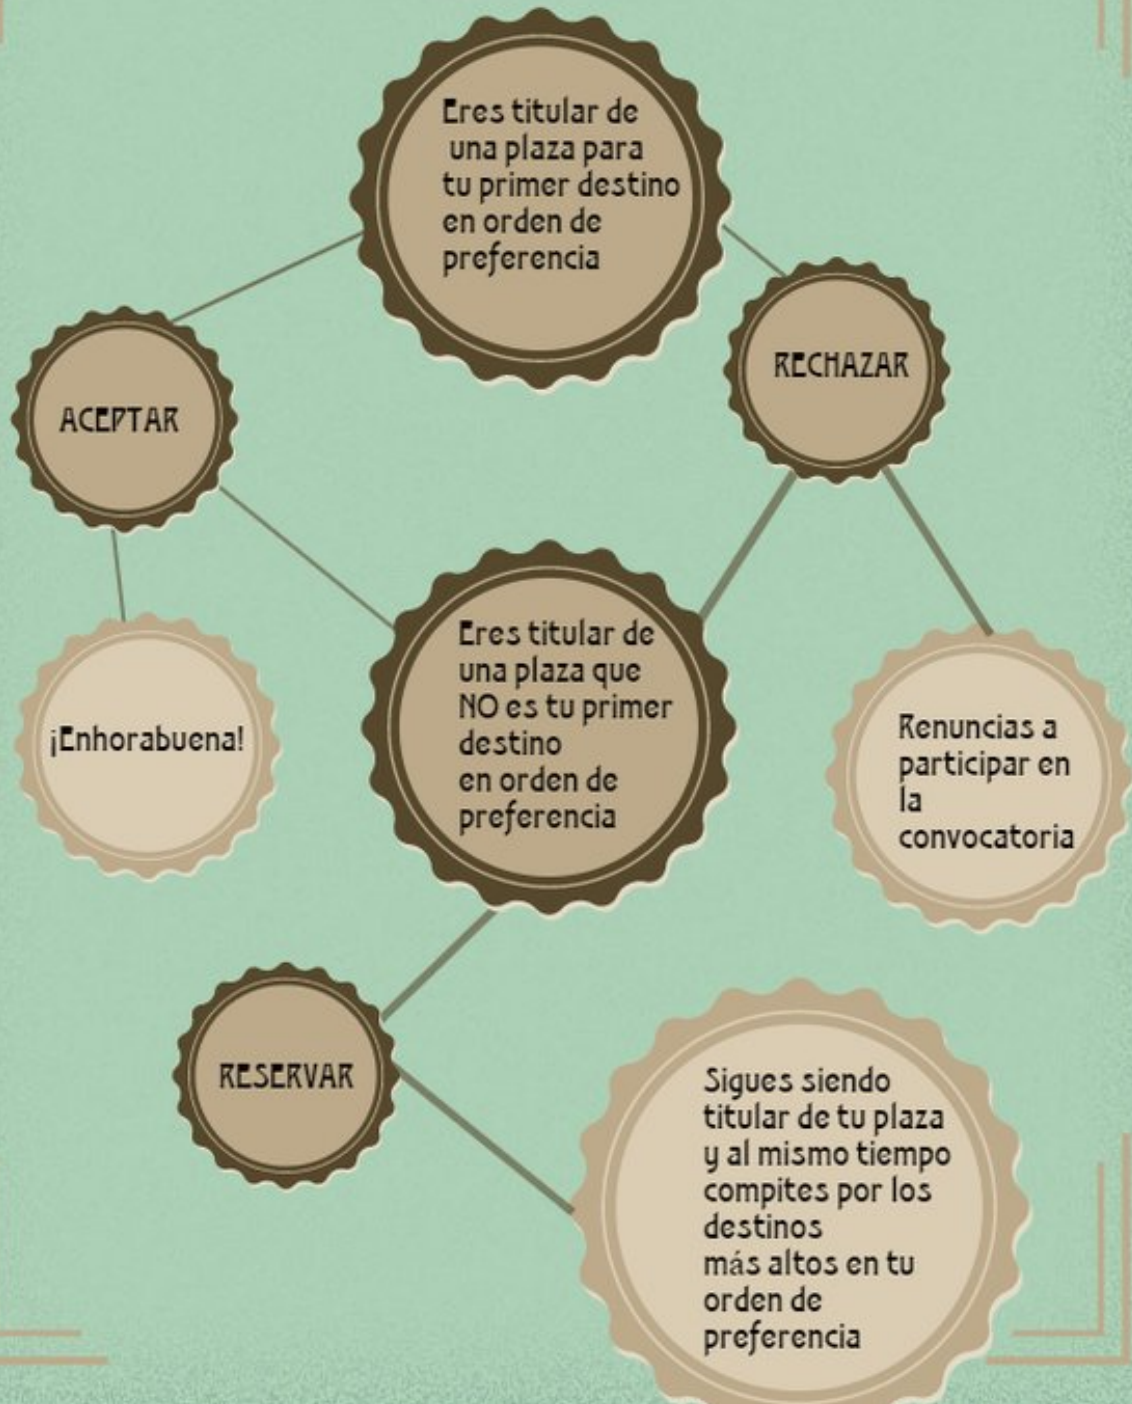 Eres titular de
una plaza para
tu primer destino
en orden de
preferencia
RECHAZAR
ACEPTAR
Eres titular de
una plaza que
NO es tu primer
destino
en orden de
preferencia
¡Enhorabuena!
Renuncias a
participar en
la
convocatoria
RESERVAR
Sigues siendo
titular de tu plaza
y al mismo tiempo
compites por los
destinos
más altos en tu
orden de
preferencia